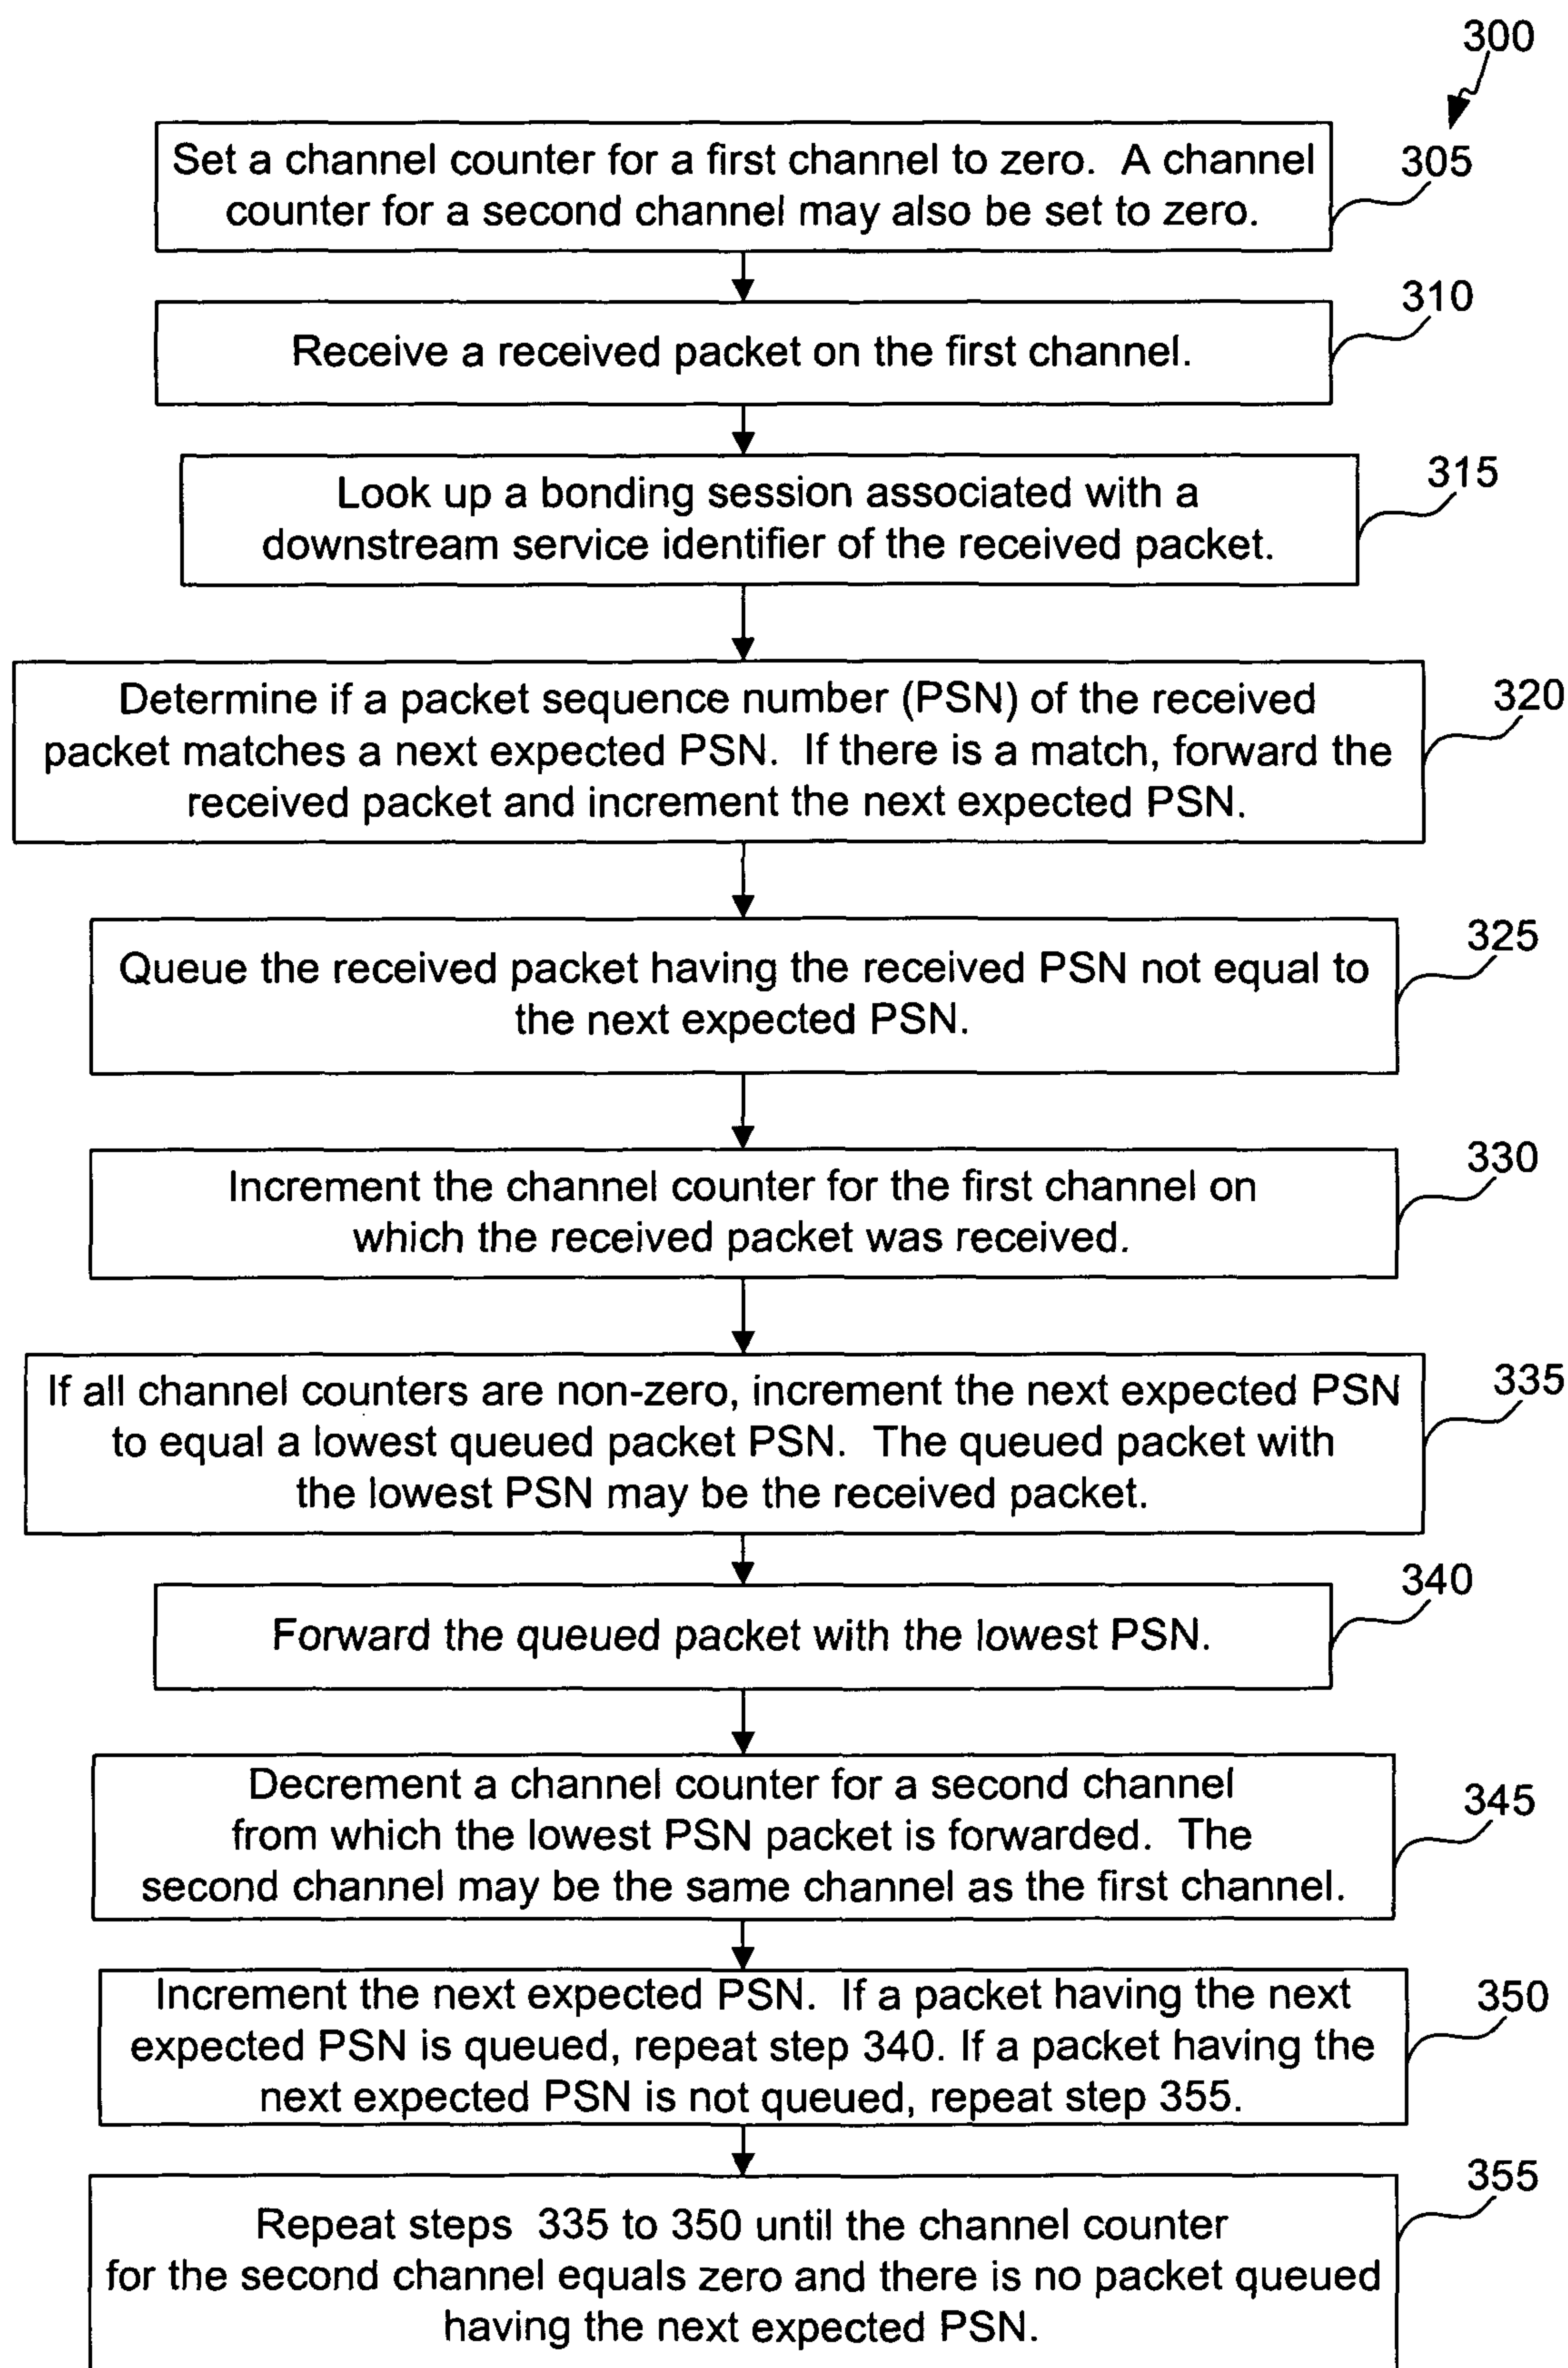 300
Set a channel counter for a first channel to zero. A channel
counter for a second channel may also be set to zero.
305
Receive a received packet on the first channel.
310
Look up a bonding session associated with a
downstream service identifier of the received packet.
315
Determine if a packet sequence number (PSN) of the received
packet matches a next expected PSN. If there is a match, forward the
received packet and increment the next expected PSN.
320
Queue the received packet having the received PSN not equal to
the next expected PSN.
325
Increment the channel counter for the first channel on
which the received packet was received.
330
If all channel counters are non-zero, increment the next expected PSN
to equal a lowest queued packet PSN. The queued packet with
the lowest PSN may be the received packet.
335
Forward the queued packet with the lowest PSN.
340
Decrement a channel counter for a second channel
from which the lowest PSN packet is forwarded. The
second channel may be the same channel as the first channel.
345
Increment the next expected PSN. If a packet having the next
expected PSN is queued, repeat step 340. If a packet having the
next expected PSN is not queued, repeat step 355.
350
Repeat steps 335 to 350 until the channel counter
for the second channel equals zero and there is no packet queued
having the next expected PSN.
355